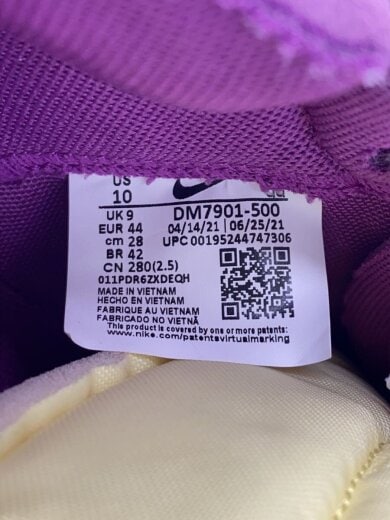 US
10
UK 9
EUR 44
cm 28
BR 42
CN 280(2.5)
DM7901-500
04/14/21 | 06/25/21
UPC 00195244747306
011PDR6ZXDEQH
MADE IN VIETNAM
HECHO EN VIETNAM
FABRIQUE AU VIETNAM
FABRICADO NO VIETNÃ
This product is covered by one or more patents:
www.nike.com/patentsvirtualmarking